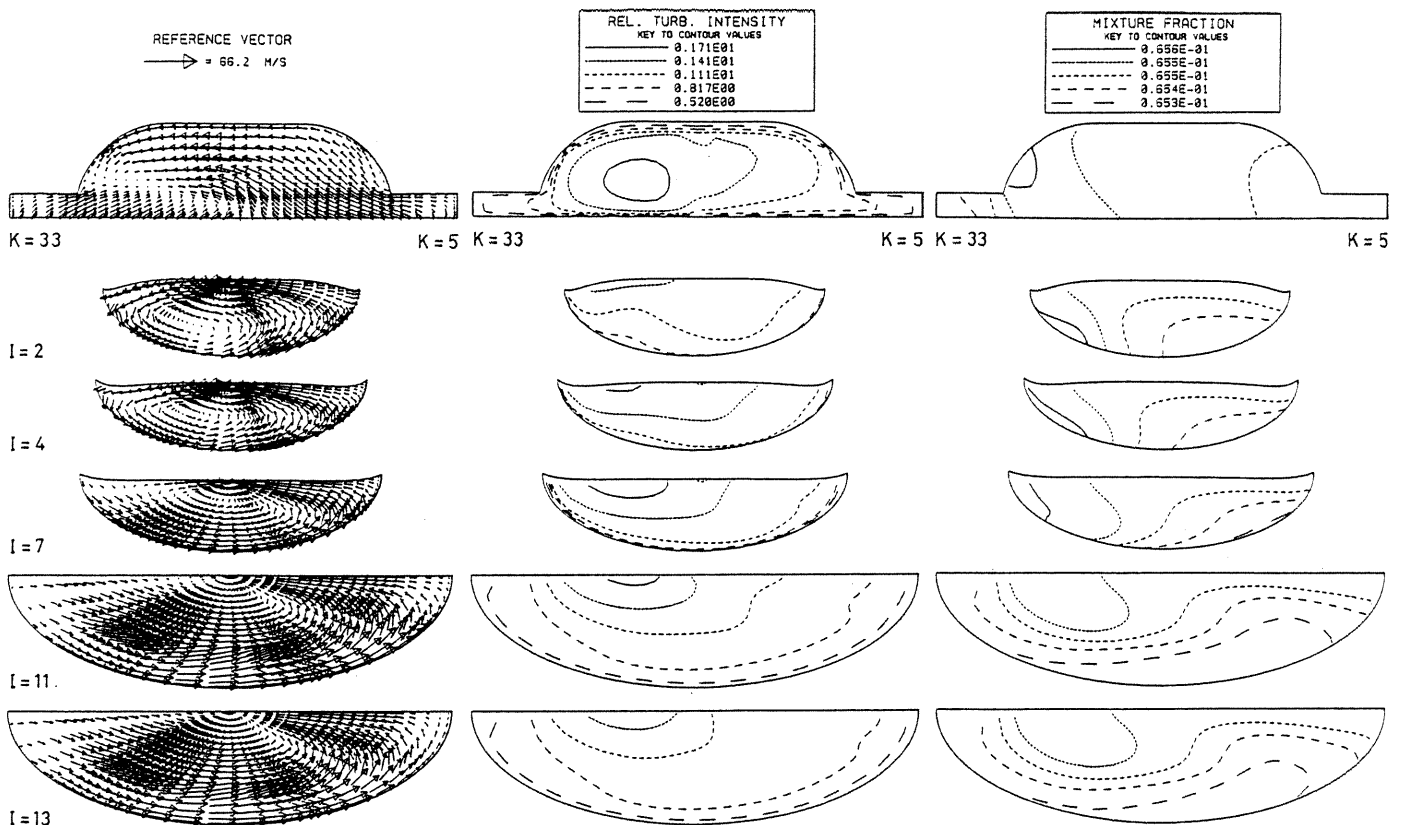 REFERENCE VECTOR
= 66.2 M/S
REL. TURB. INTENSITY
KEY TO CONTOUR VALUES
0.171E01
0.141E01
0.111E01
0.817E00
0.520E00
MIXTURE FRACTION
KEY TO CONTOUR VALUES
0.656E-01
0.655E-01
0.655E-01
0.654E-01
0.653E-01
K=33 K=5 K=33 K=5 K=33 K=5
I=2
I=4
I=7
I=11.
I=13